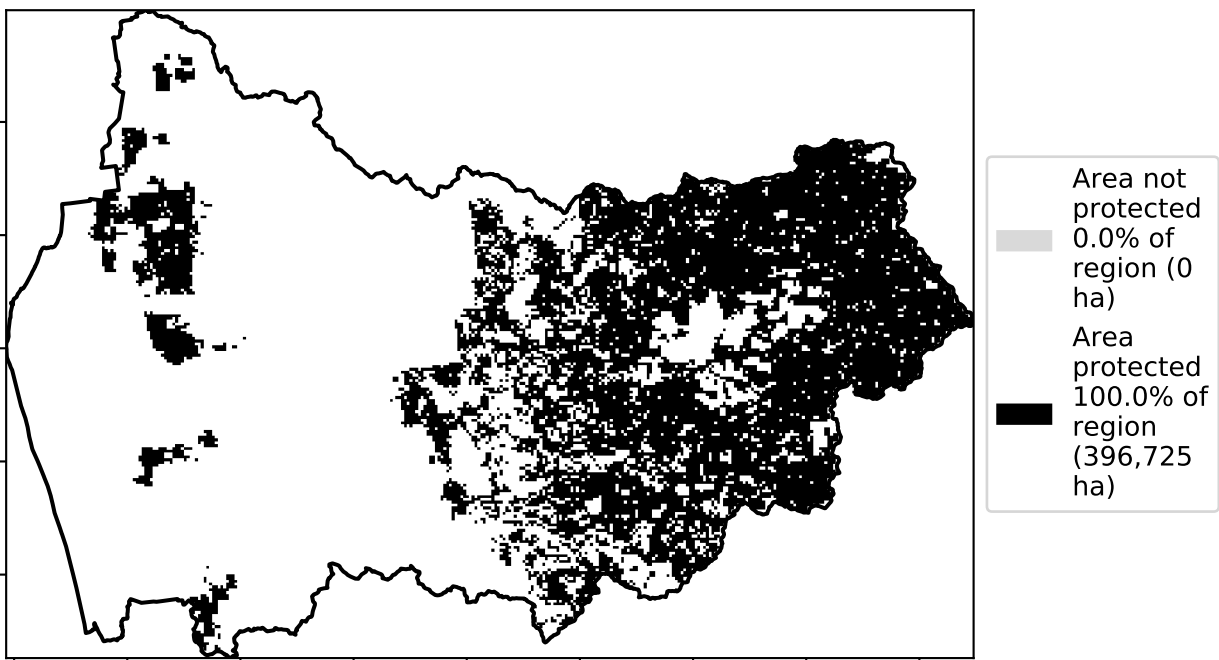 Area not
protected
0.0% of
region (0
ha)
Area
protected
100.0% of
region
(396,725
ha)